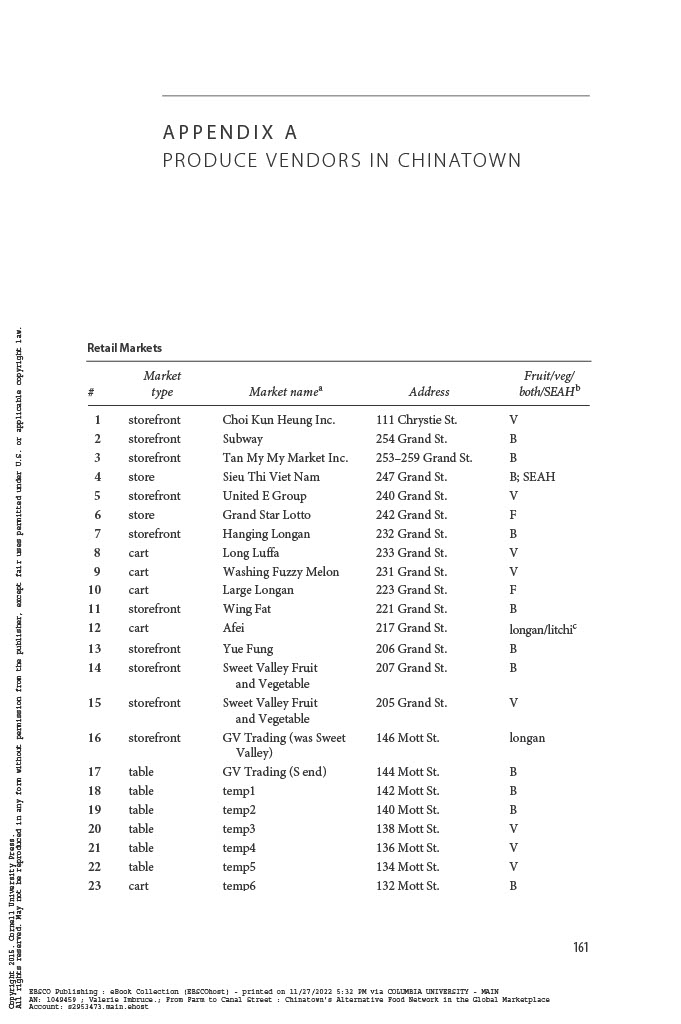 APPENDIX A
PRODUCE VENDORS IN CHINATOWN
Retail Markets
# Market type Market nameᵃ Address Fruit/veg/both/SEAHᵇ
1 storefront Choi Kun Heung Inc. 111 Chrystie St. V
2 storefront Subway 254 Grand St. B
3 storefront Tan My My Market Inc. 253–259 Grand St. B
4 store Sieu Thi Viet Nam 247 Grand St. B; SEAH
5 storefront United E Group 240 Grand St. V
6 store Grand Star Lotto 242 Grand St. F
7 storefront Hanging Longan 232 Grand St. B
8 cart Long Luffa 233 Grand St. V
9 cart Washing Fuzzy Melon 231 Grand St. V
10 cart Large Longan 223 Grand St. F
11 storefront Wing Fat 221 Grand St. B
12 cart Afei 217 Grand St. longan/litchiᶜ
13 storefront Yue Fung 206 Grand St. B
14 storefront Sweet Valley Fruit 207 Grand St. B
and Vegetable
15 storefront Sweet Valley Fruit 205 Grand St. V
and Vegetable
16 storefront GV Trading (was Sweet 146 Mott St. longan
Valley)
17 table GV Trading (S end) 144 Mott St. B
18 table temp1 142 Mott St. B
19 table temp2 140 Mott St. B
20 table temp3 138 Mott St. V
21 table temp4 136 Mott St. V
22 table temp5 134 Mott St. V
23 cart temp6 132 Mott St. B
161
Copyright 2015. Cornell University Press.
All rights reserved. May not be reproduced in any form without permission from the publisher, except fair uses permitted under U.S. or applicable copyright law.
EBSCO Publishing : eBook Collection (EBSCOhost) - printed on 11/27/2022 5:32 PM via COLUMBIA UNIVERSITY - MAIN
AN: 1049459 ; Valerie Imbruce.; From Farm to Canal Street : Chinatown's Alternative Food Network in the Global Marketplace
Account: s2953473.main.ehost